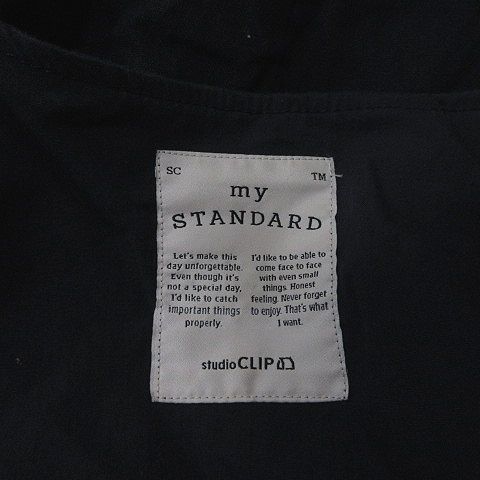 SC TM
my
STANDARD
Let's make this
day unforgettable.
Even though it's
not a special day,
I'd like to catch
important things
properly.
I'd like to be able to
come face to face
with even small
things. Honest
feeling. Never forget
to enjoy. That's what
I want.
studioCLIP